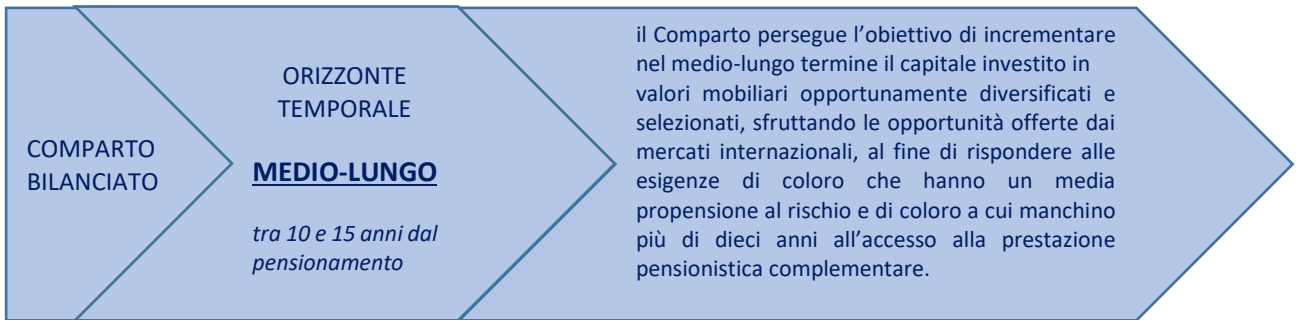 COMPARTO
BILANCIATO
ORIZZONTE
TEMPORALE
MEDIO-LUNGO
tra 10 e 15 anni dal
pensionamento
il Comparto persegue l’obiettivo di incrementare
nel medio-lungo termine il capitale investito in
valori mobiliari opportunamente diversificati e
selezionati, sfruttando le opportunità offerte dai
mercati internazionali, al fine di rispondere alle
esigenze di coloro che hanno un media
propensione al rischio e di coloro a cui manchino
più di dieci anni all’accesso alla prestazione
pensionistica complementare.